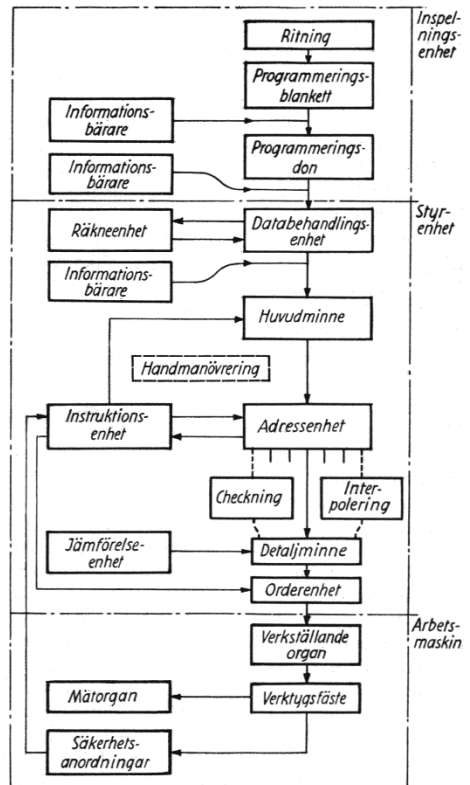 Inspel-
nings-
enhet
Ritning
Programmerings-
blankett
Informations-
bärare
Programmerings-
don
Informations-
bärare
Styr-
enhet
Räkneenhet
Databehandlings-
enhet
Informations-
bärare
Huvudminne
Handmanövrering
Instruktions-
enhet
Adressenhet
Checkning
Inter-
polering
Jämförelse-
enhet
Detaljminne
Orderenhet
Arbets-
maskin
Verkställande
organ
Mätorgan
Verktygsfäste
Säkerhets-
anordningar